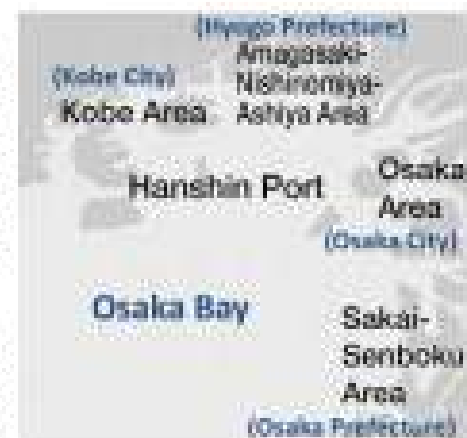 (Hyogo Prefecture)
Amagasaki-
Nishinomiya-
Ashiya Area
(Kobe City)
Kobe Area
Hanshin Port
Osaka
Area
(Osaka City)
Osaka Bay
Sakai-
Senboku
Area
(Osaka Prefecture)